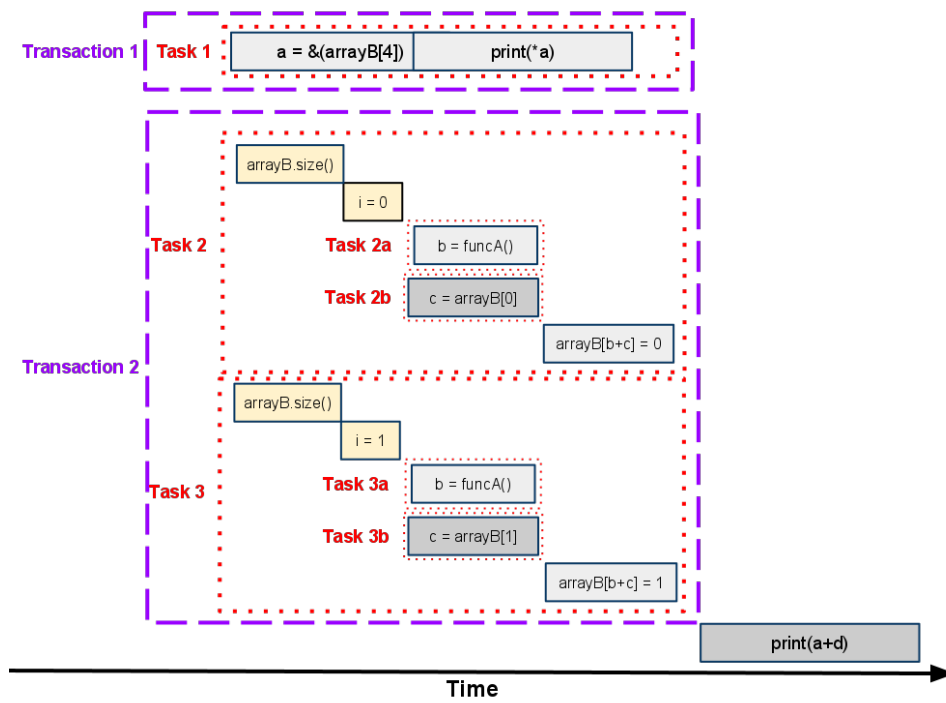 Transaction 1
Task 1
a = &(arrayB[4])
print(*a)
arrayB.size()
i = 0
Task 2
Task 2a
b = funcA()
Task 2b
c = arrayB[0]
arrayB[b+c] = 0
Transaction 2
arrayB.size()
i = 1
Task 3a
b = funcA()
Task 3
Task 3b
c = arrayB[1]
arrayB[b+c] = 1
print(a+d)
Time